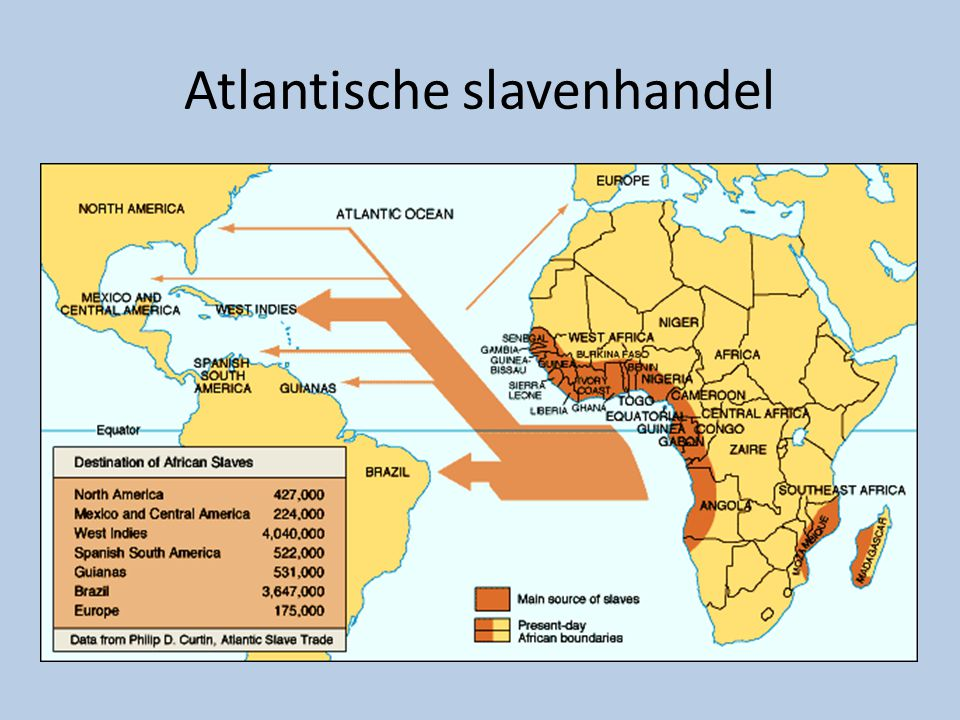 Atlantische slavenhandel
EUROPE
NORTH AMERICA
ATLANTIC OCEAN
MEXICO AND
CENTRAL AMERICA
WEST INDIES
NIGER
SENEGAL
WEST AFRICA
GAMBIA
BURKINA FASO
AFRICA
GUINEA-
BISSAU
GUINEA
BENIN
SPANISH
SOUTH
AMERICA
GUIANAS
SIERRA
LEONE
IVORY
COAST
NIGERIA
CAMEROON
LIBERIA
GHANA
TOGO
EQUATORIAL
GUINEA
CENTRAL AFRICA
CONGO
GABON
Equator
ZAIRE
BRAZIL
SOUTHEAST AFRICA
ANGOLA
MOZAMBIQUE
MADAGASCAR
Destination of African Slaves
North America 427,000
Mexico and Central America 224,000
West Indies 4,040,000
Spanish South America 522,000
Guianas 531,000
Brazil 3,647,000
Europe 175,000
Data from Philip D. Curtin, Atlantic Slave Trade
Main source of slaves
Present-day
African boundaries